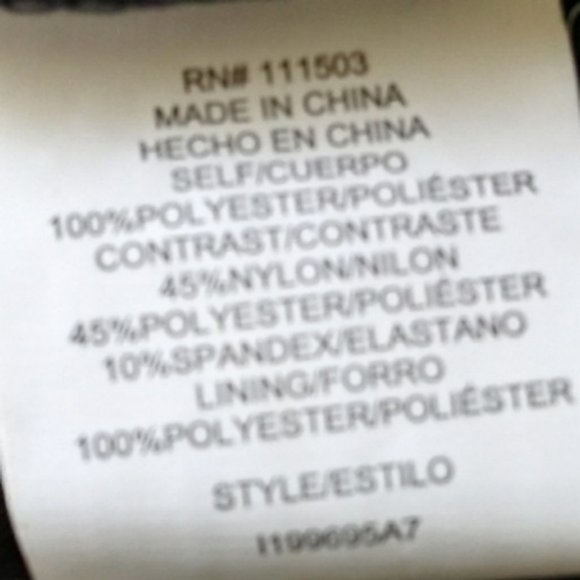 RN# 111503
MADE IN CHINA
HECHO EN CHINA
SELF/CUERPO
100%POLYESTER/POLIÉSTER
CONTRAST/CONTRASTE
45%NYLON/NILON
45%POLYESTER/POLIÉSTER
10%SPANDEX/ELASTANO
LINING/FORRO
100%POLYESTER/POLIÉSTER
STYLE/ESTILO